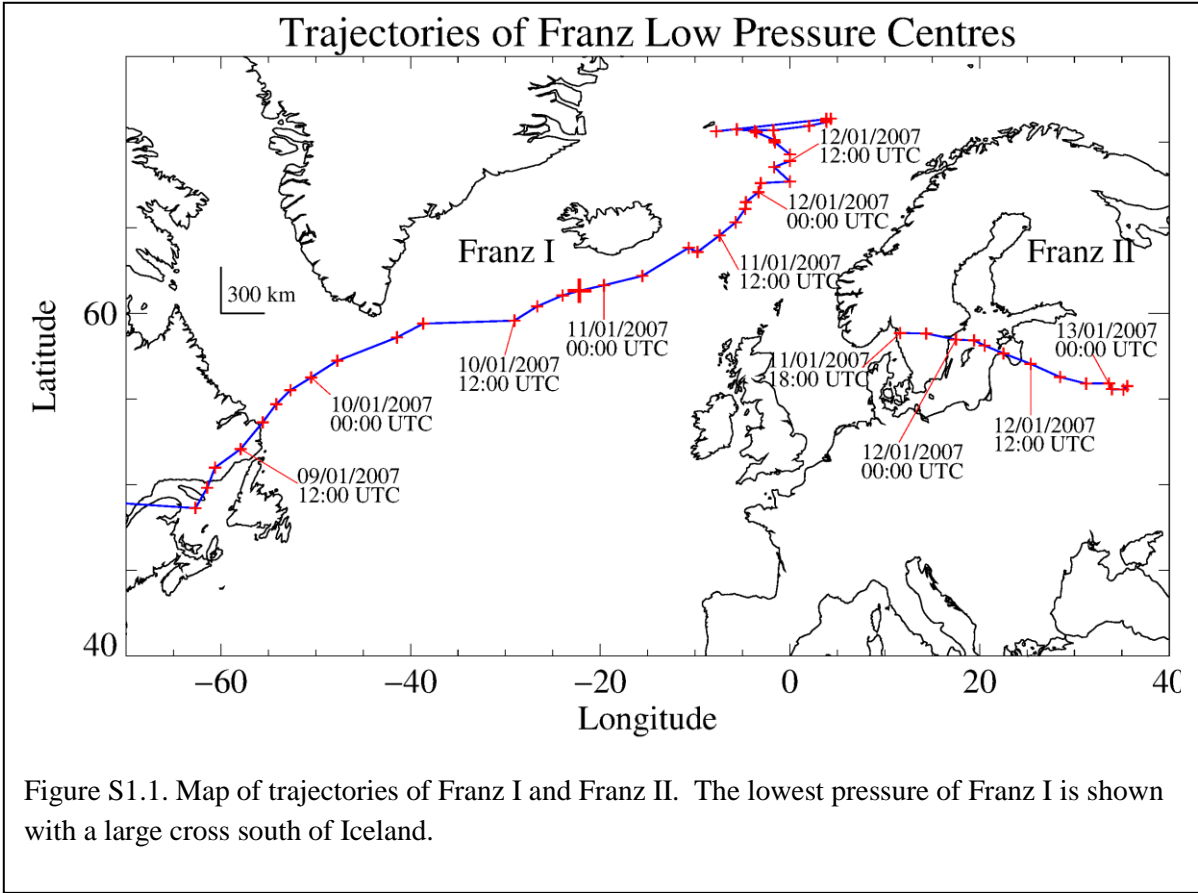 Trajectories of Franz Low Pressure Centres
12/01/2007
12:00 UTC
12/01/2007
00:00 UTC
Franz I
Franz II
11/01/2007
12:00 UTC
300 km
60
11/01/2007
00:00 UTC
13/01/2007
00:00 UTC
10/01/2007
12:00 UTC
11/01/2007
18:00 UTC
Latitude
10/01/2007
00:00 UTC
12/01/2007
12:00 UTC
12/01/2007
00:00 UTC
09/01/2007
12:00 UTC
40
−60
−40
−20
0
20
40
Longitude
Figure S1.1. Map of trajectories of Franz I and Franz II.  The lowest pressure of Franz I is shown
with a large cross south of Iceland.